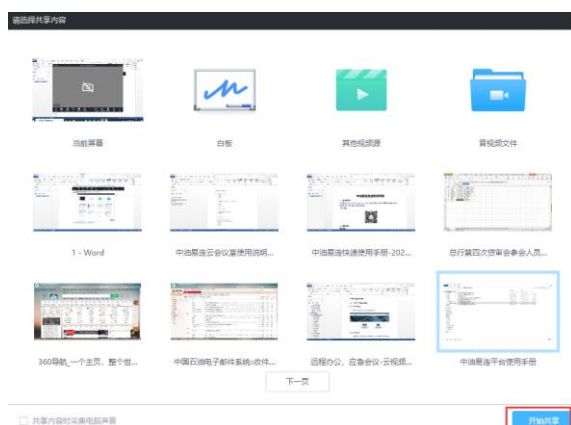 请选择共享内容
当前屏幕
白板
其他视频源
音视频文件
1 - Word
中油易连云会议室使用说明...
中油易连快速使用手册-202...
总行第四次贷审会参会人员...
360导航_一个主页，整个世...
中国石油电子邮件系统::收件...
远程办公、应急会议-云视频...
中油易连平台使用手册
下一页
共享内容时采集电脑声音
开始共享